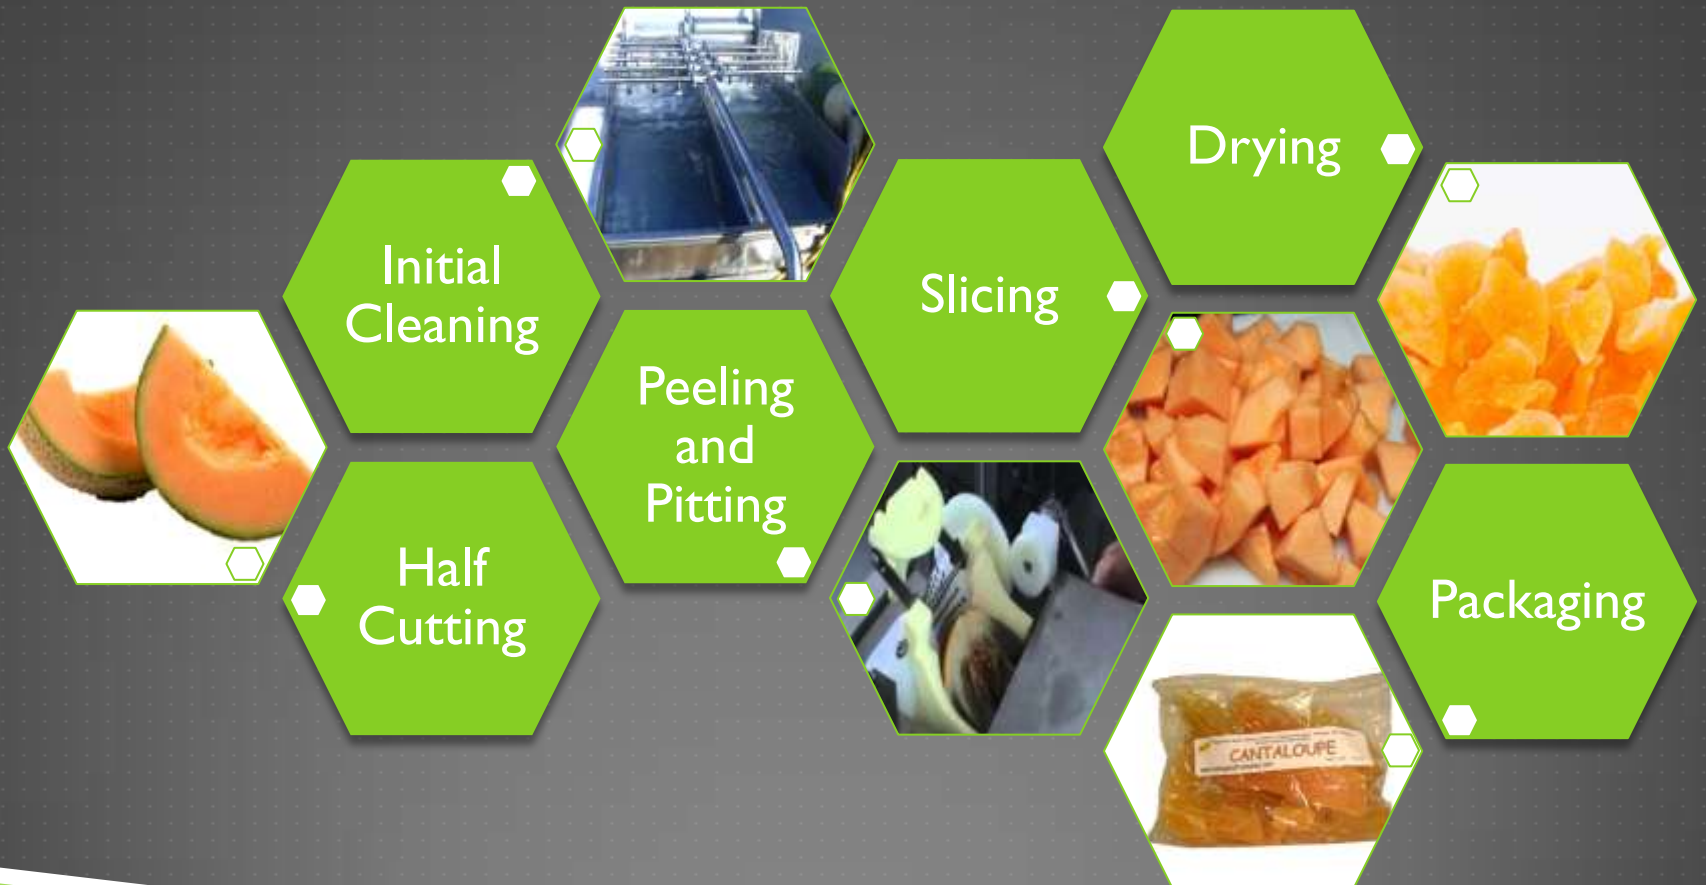 Initial
Cleaning
Half
Cutting
Peeling
and
Pitting
Slicing
Drying
Packaging
CANTALOUPE